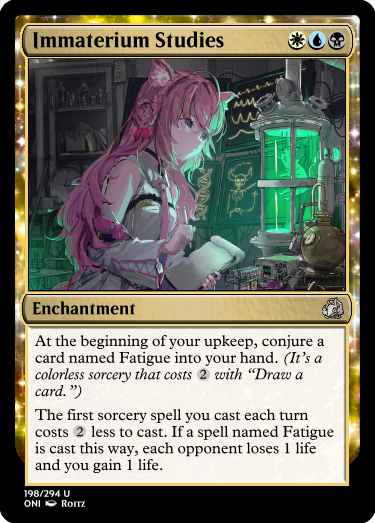 Immaterium Studies
Enchantment
At the beginning of your upkeep, conjure a
card named Fatigue into your hand. (It's a
colorless sorcery that costs 2 with “Draw a
card.”)
The first sorcery spell you cast each turn
costs 2 less to cast. If a spell named Fatigue
is cast this way, each opponent loses 1 life
and you gain 1 life.
198/294 U
ONI ROITZ